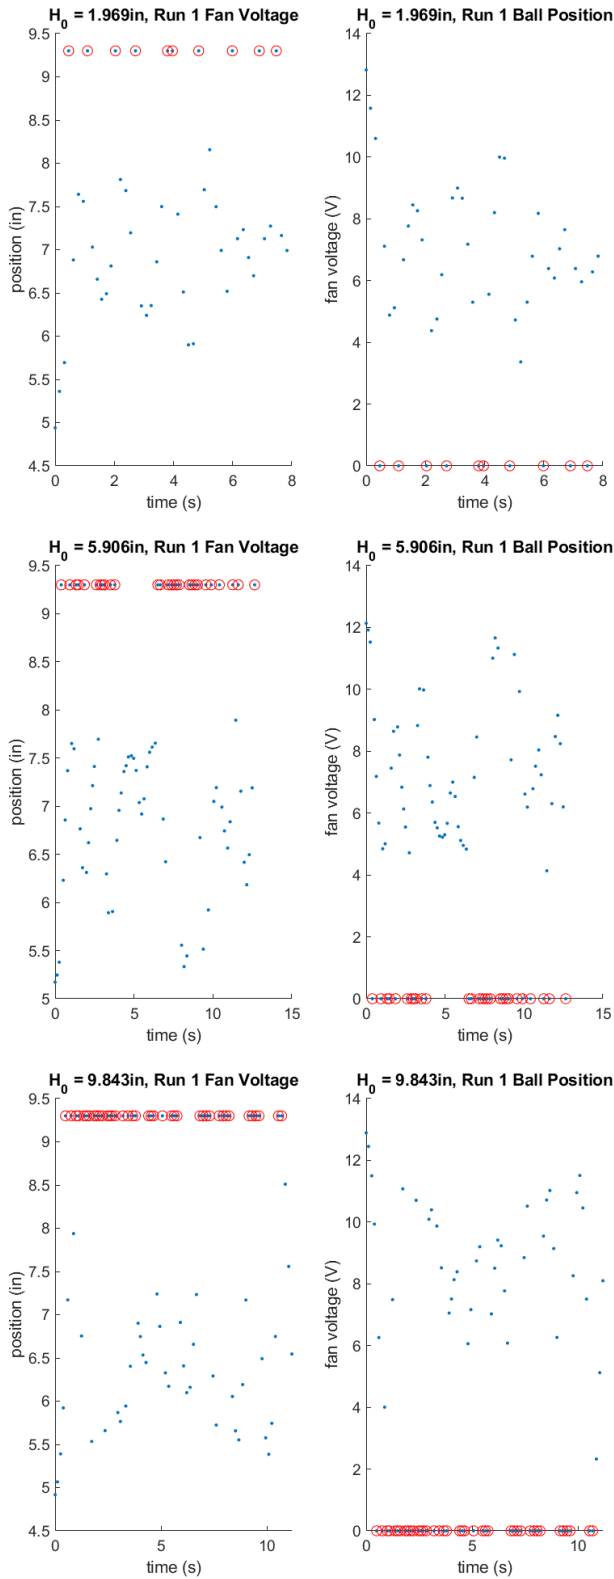 H0 = 1.969in, Run 1 Fan Voltage
9.5
9
8.5
8
7.5
7
6.5
6
5.5
5
4.5
position (in)
0 2 4 6 8
time (s)
H0 = 1.969in, Run 1 Ball Position
14
12
10
8
6
4
2
0
fan voltage (V)
0 2 4 6 8
time (s)
H0 = 5.906in, Run 1 Fan Voltage
9.5
9
8.5
8
7.5
7
6.5
6
5.5
5
position (in)
0 5 10 15
time (s)
H0 = 5.906in, Run 1 Ball Position
14
12
10
8
6
4
2
0
fan voltage (V)
0 5 10 15
time (s)
H0 = 9.843in, Run 1 Fan Voltage
9.5
9
8.5
8
7.5
7
6.5
6
5.5
5
4.5
position (in)
0 5 10
time (s)
H0 = 9.843in, Run 1 Ball Position
14
12
10
8
6
4
2
0
fan voltage (V)
0 5 10
time (s)